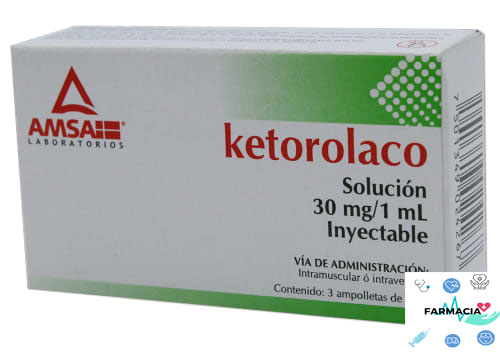 AMSA
LABORATORIOS
ketorolaco
Solución
30 mg/1 mL
Inyectable
VÍA DE ADMINISTRACIÓN:
Intramuscular ó
Contenido: 3 ampolletas de
FARMACIA